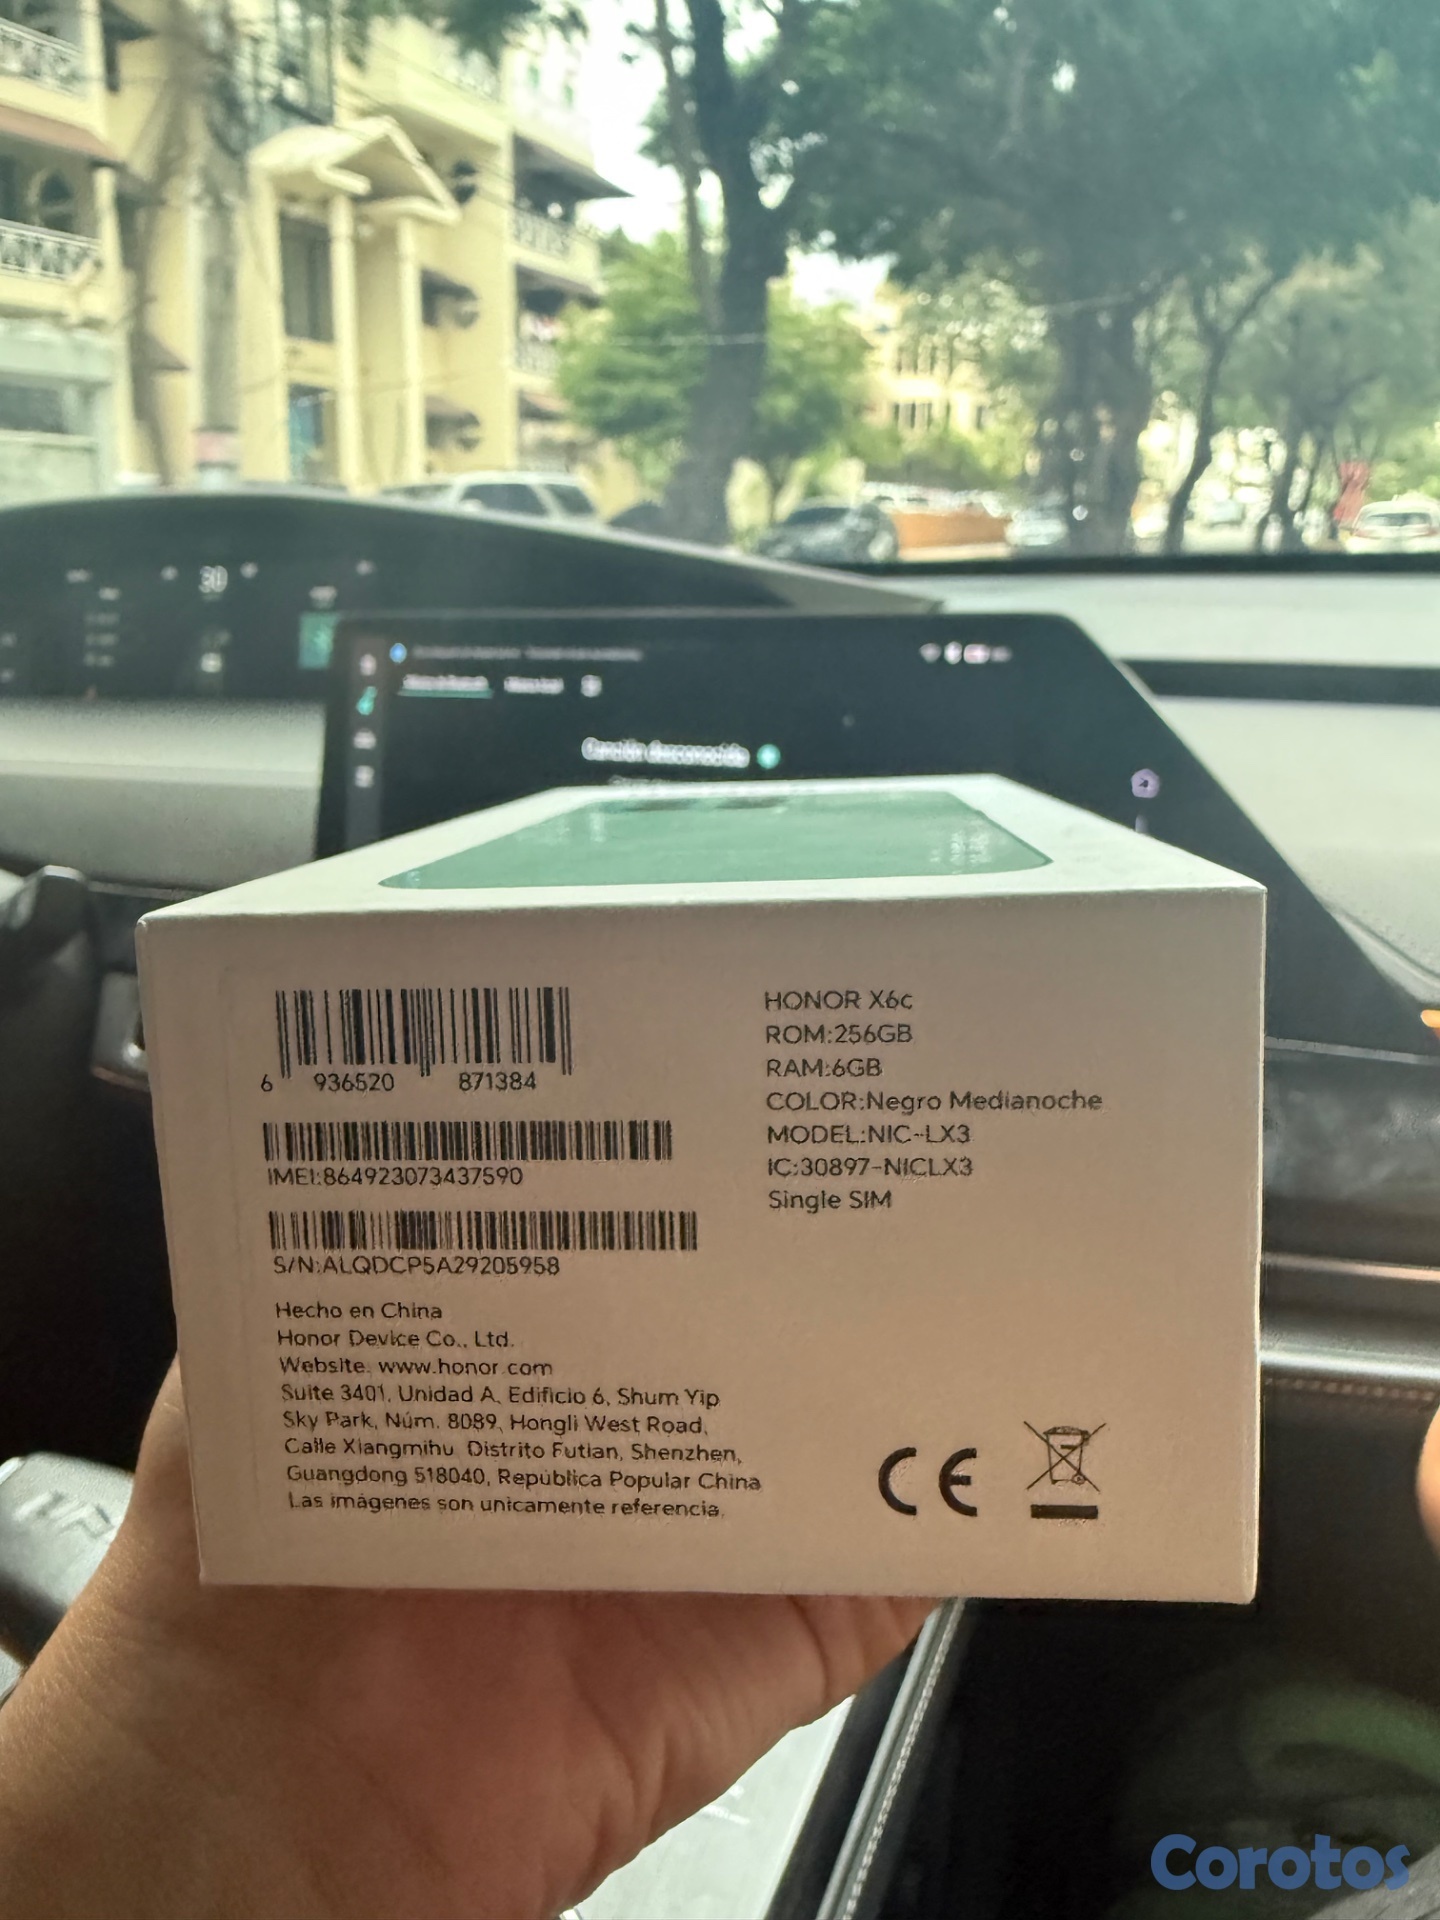 30
Canción desconocida
6 936520 871384
IMEI:864923073437590
S/N:ALQDCP5A29205958
Hecho en China
Honor Device Co., Ltd.
Website: www.honor.com
Suite 3401, Unidad A, Edificio 6, Shum Yip
Sky Park, Núm. 8089, Hongli West Road,
Calle Xiangmihu, Distrito Futian, Shenzhen,
Guangdong 518040, República Popular China
Las imágenes son unicamente referencia.
HONOR X6c
ROM:256GB
RAM:6GB
COLOR:Negro Medianoche
MODEL:NIC-LX3
IC:30897-NICLX3
Single SIM
CE
Corotos